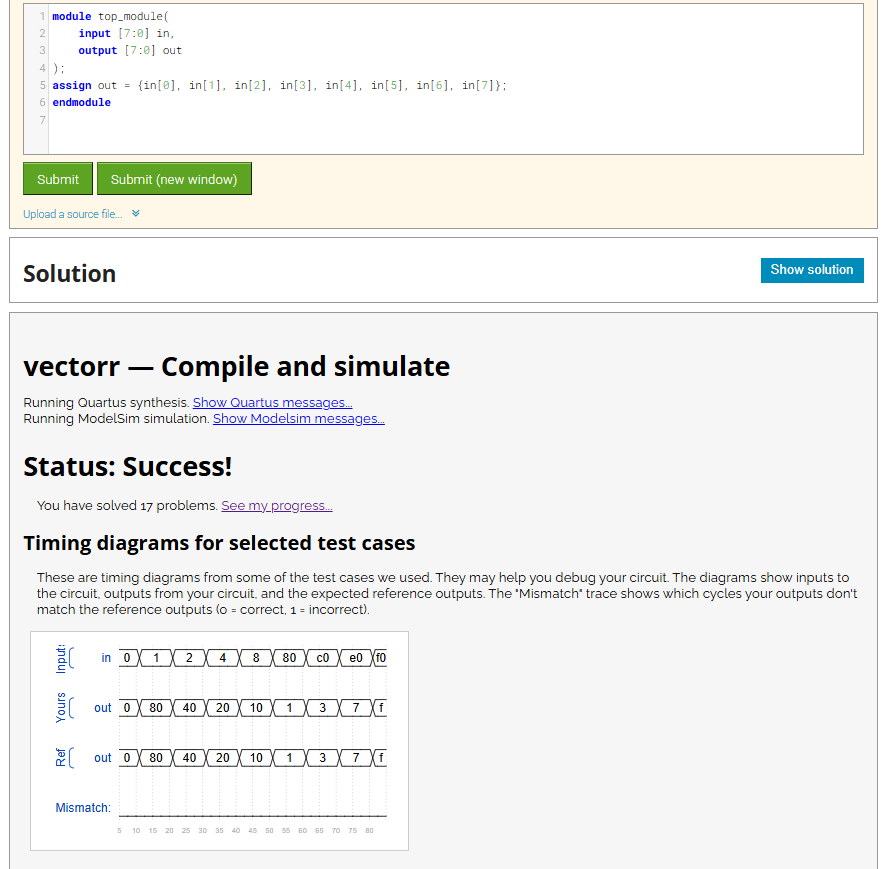 1 module top_module(
2 input [7:0] in,
3 output [7:0] out
4 );
5 assign out = {in[0], in[1], in[2], in[3], in[4], in[5], in[6], in[7]};
6 endmodule
7
Submit Submit (new window)
Upload a source file...
Solution Show solution
vectorr — Compile and simulate
Running Quartus synthesis. Show Quartus messages...
Running ModelSim simulation. Show Modelsim messages...
Status: Success!
You have solved 17 problems. See my progress...
Timing diagrams for selected test cases
These are timing diagrams from some of the test cases we used. They may help you debug your circuit. The diagrams show inputs to
the circuit, outputs from your circuit, and the expected reference outputs. The "Mismatch" trace shows which cycles your outputs don't
match the reference outputs (0 = correct, 1 = incorrect).
Inputs in 0 1 2 4 8 80 c0 e0 f0
Yours out 0 80 40 20 10 1 3 7 f
Ref out 0 80 40 20 10 1 3 7 f
Mismatch:
5 10 15 20 25 30 35 40 45 50 55 60 65 70 75 80